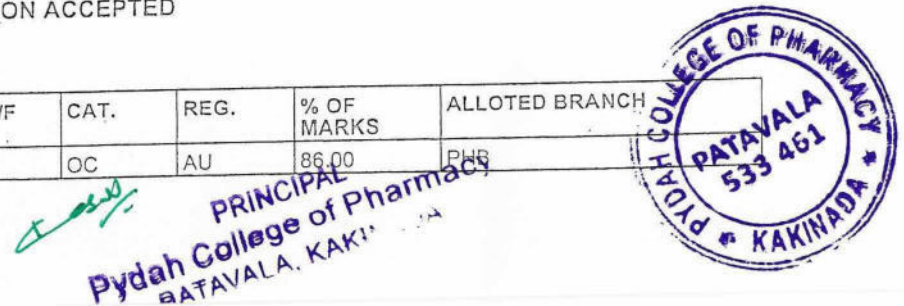 ON ACCEPTED
/F CAT. REG. % OF MARKS ALLOTED BRANCH
OC AU 86.00 PHB
PRINCIPAL
Pydah College of Pharmacy
PATAVALA, KAKI
PYDAH COLLEGE OF PHARMACY * KAKINADA *
PATAVALA
533 461